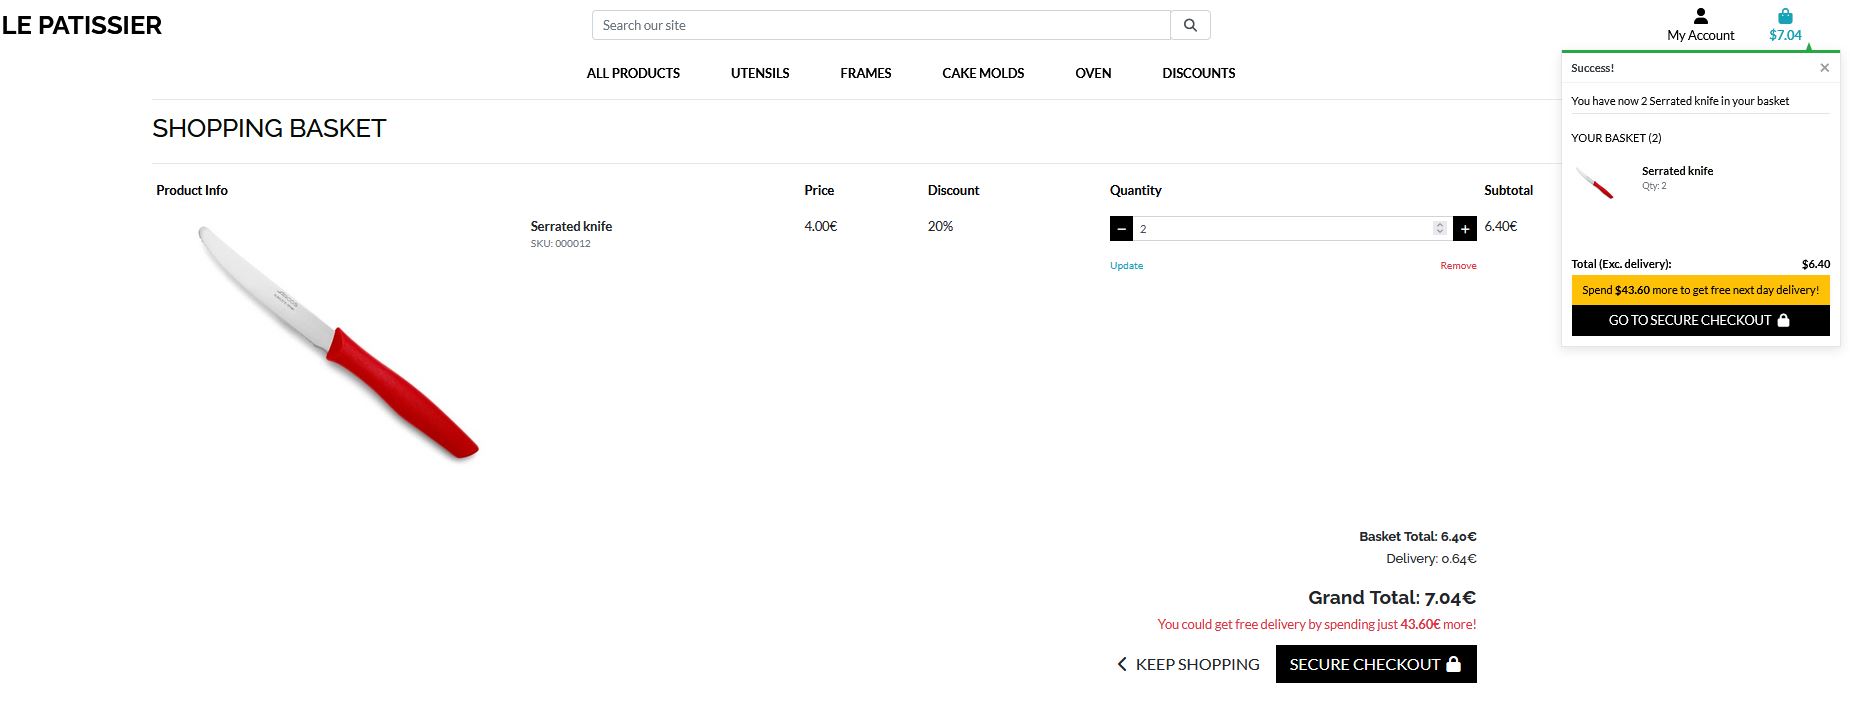 LE PATISSIER
Search our site
My Account
$7.04
ALL PRODUCTS UTENSILS FRAMES CAKE MOLDS OVEN DISCOUNTS
SHOPPING BASKET
Product Info Price Discount Quantity Subtotal
Serrated knife 4.00€ 20% 2 6.40€
SKU: 000012
Update Remove
Basket Total: 6.40€
Delivery: 0.64€
Grand Total: 7.04€
You could get free delivery by spending just 43.60€ more!
KEEP SHOPPING SECURE CHECKOUT
Success! ×
You have now 2 Serrated knife in your basket
YOUR BASKET (2)
Serrated knife
Qty: 2
Total (Exc. delivery): $6.40
Spend $43.60 more to get free next day delivery!
GO TO SECURE CHECKOUT